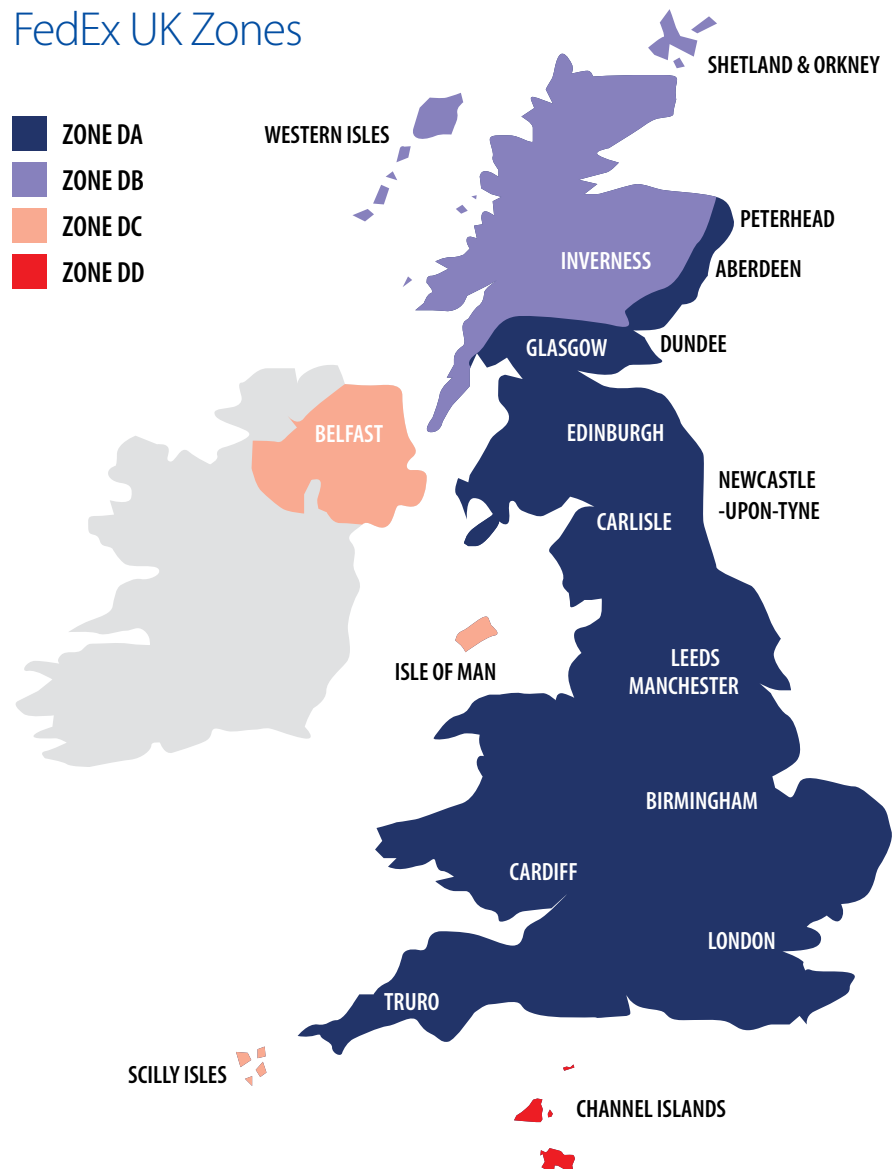 FedEx UK Zones
SHETLAND & ORKNEY
ZONE DA
WESTERN ISLES
ZONE DB
ZONE DC
PETERHEAD
INVERNESS
ABERDEEN
ZONE DD
GLASGOW
DUNDEE
BELFAST
EDINBURGH
NEWCASTLE
-UPON-TYNE
CARLISLE
ISLE OF MAN
LEEDS
MANCHESTER
BIRMINGHAM
CARDIFF
LONDON
TRURO
SCILLY ISLES
CHANNEL ISLANDS